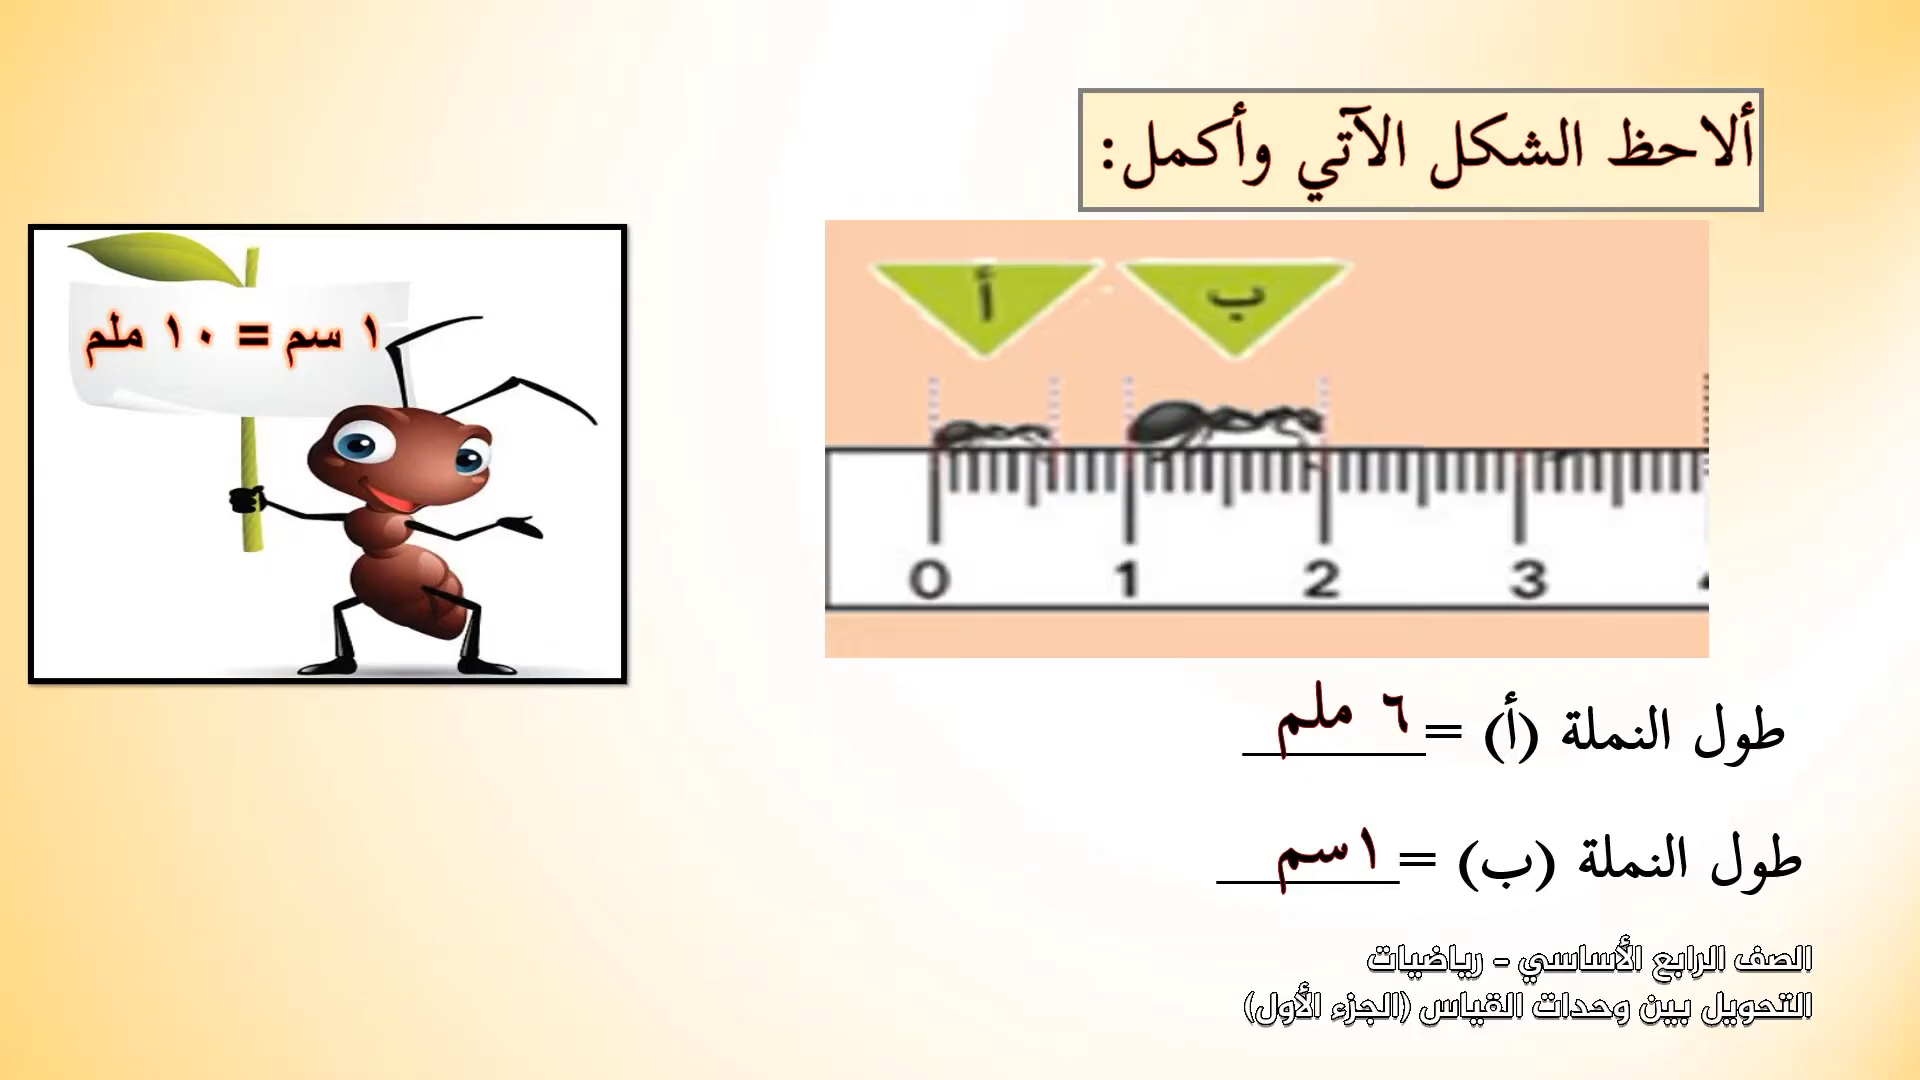 ألاحظ الشكل الآتي وأكمل:
١ سم = ١٠ ملم
أ ب
0 1 2 3
طول النملة (أ) = ٦ ملم
طول النملة (ب) = ١سم
الصف الرابع الأساسي - رياضيات
التحويل بين وحدات القياس (الجزء الأول)